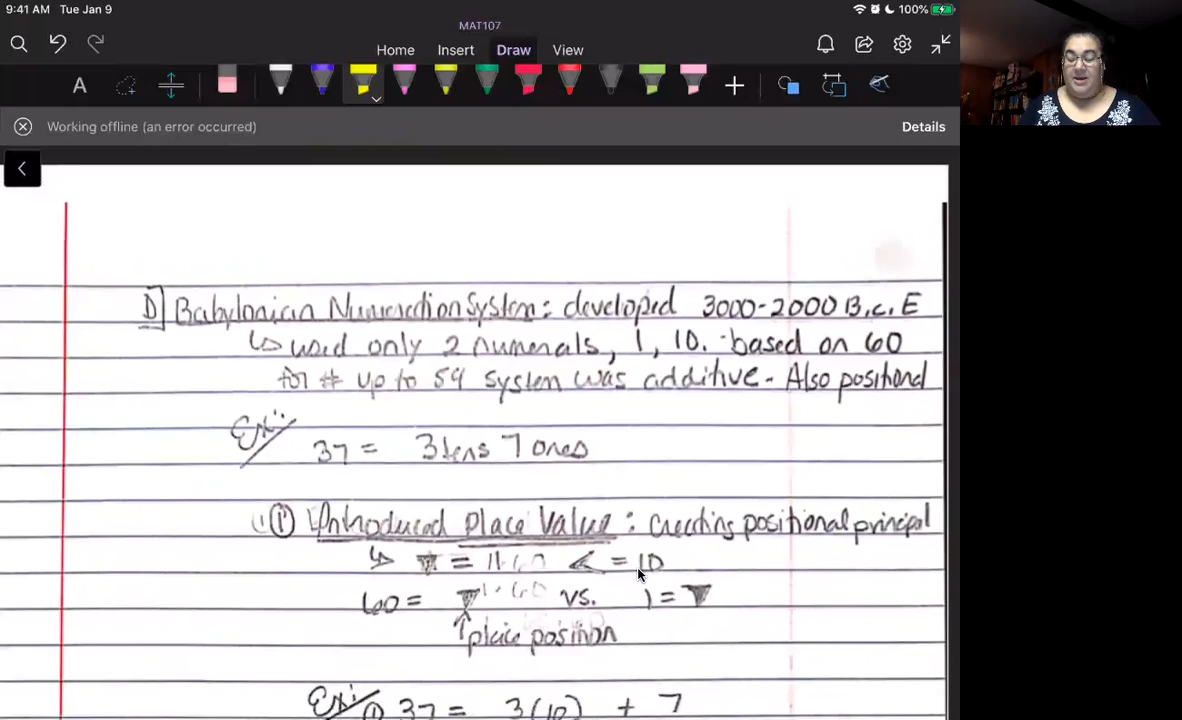 9:41 AM Tue Jan 9
100%
MAT107
Home Insert Draw View
A
Working offline (an error occurred)
Details
D] Babylonian Numeration System: developed 3000-2000 B.C.E
↳ used only 2 numerals, 1, 10. based on 60
for # up to 59 system was additive. Also positional
Ex: 37 = 3 tens 7 ones
① Introduced Place Value: creating positional principal
↳ ▼ = < = 10
60 = ▼ vs. 1 = ▼
↑ place position
Ex: ① 37 = 3(10) + 7